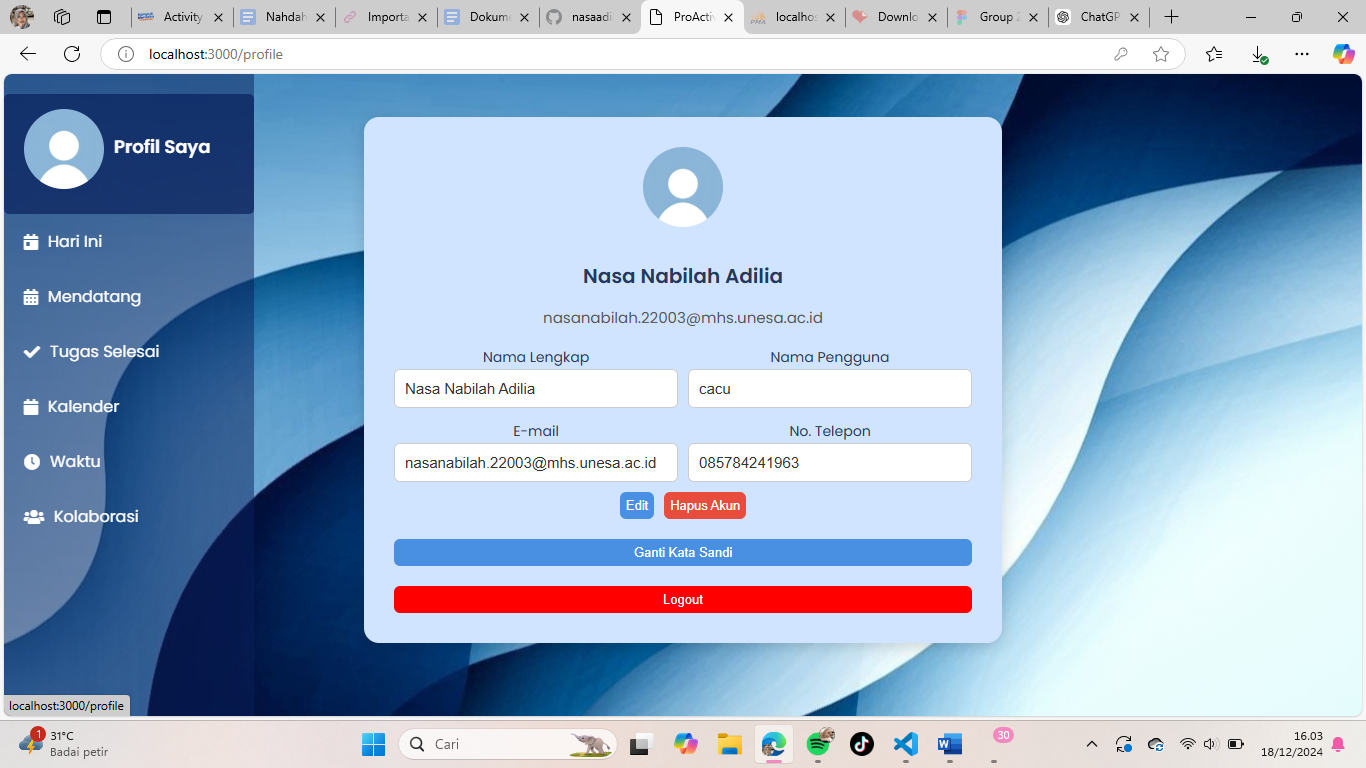 Activity
Nahdah
Importa
Dokume
nasaadi
ProActiv
localhos
Downlo
Group 2
ChatGP
localhost:3000/profile
Profil Saya
Hari Ini
Mendatang
Tugas Selesai
Kalender
Waktu
Kolaborasi
Nasa Nabilah Adilia
nasanabilah.22003@mhs.unesa.ac.id
Nama Lengkap
Nama Pengguna
Nasa Nabilah Adilia
cacu
E-mail
No. Telepon
nasanabilah.22003@mhs.unesa.ac.id
085784241963
Edit
Hapus Akun
Ganti Kata Sandi
Logout
localhost:3000/profile
1
31°C
Badai petir
Cari
30
16.03
18/12/2024